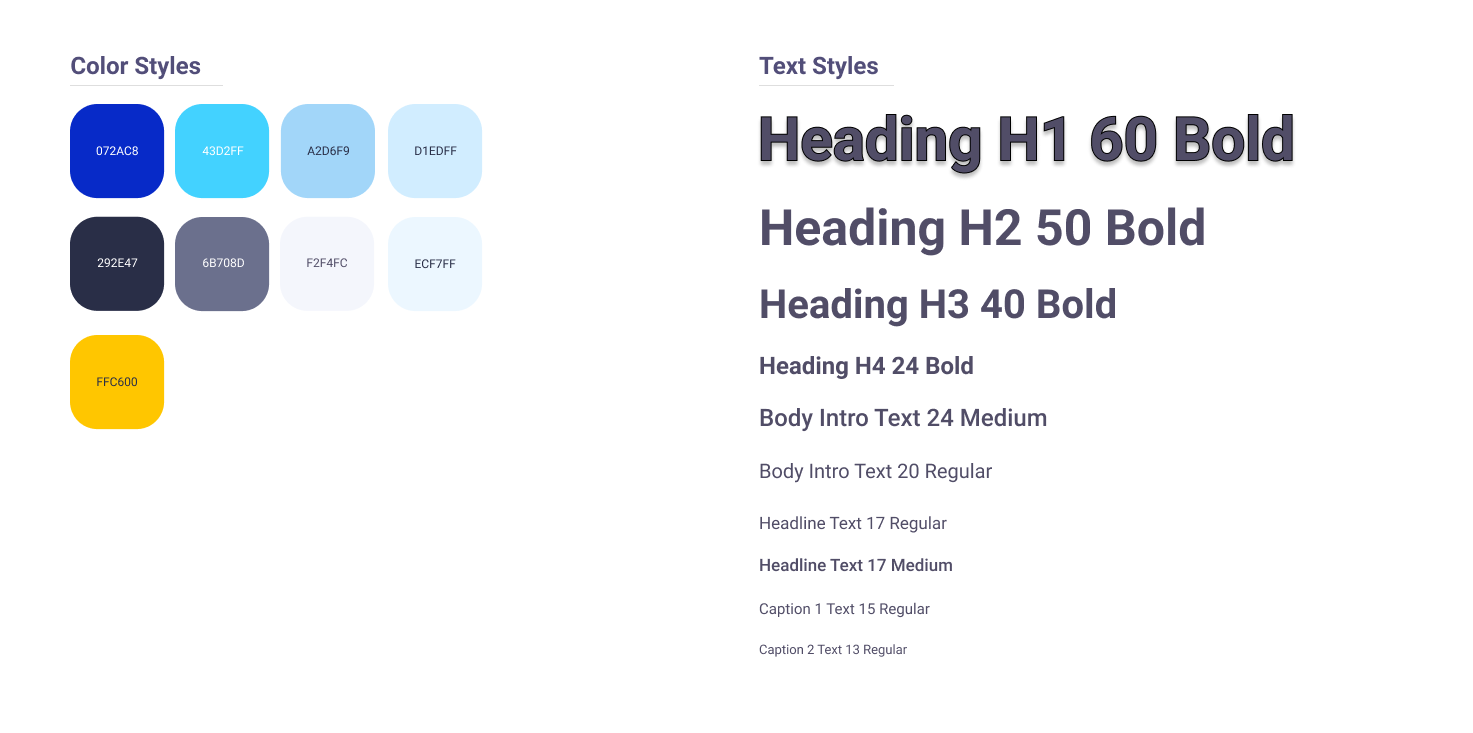 Color Styles
072AC8
43D2FF
A2D6F9
D1EDFF
292E47
6B708D
F2F4FC
ECF7FF
FFC600
Text Styles
Heading H1 60 Bold
Heading H2 50 Bold
Heading H3 40 Bold
Heading H4 24 Bold
Body Intro Text 24 Medium
Body Intro Text 20 Regular
Headline Text 17 Regular
Headline Text 17 Medium
Caption 1 Text 15 Regular
Caption 2 Text 13 Regular